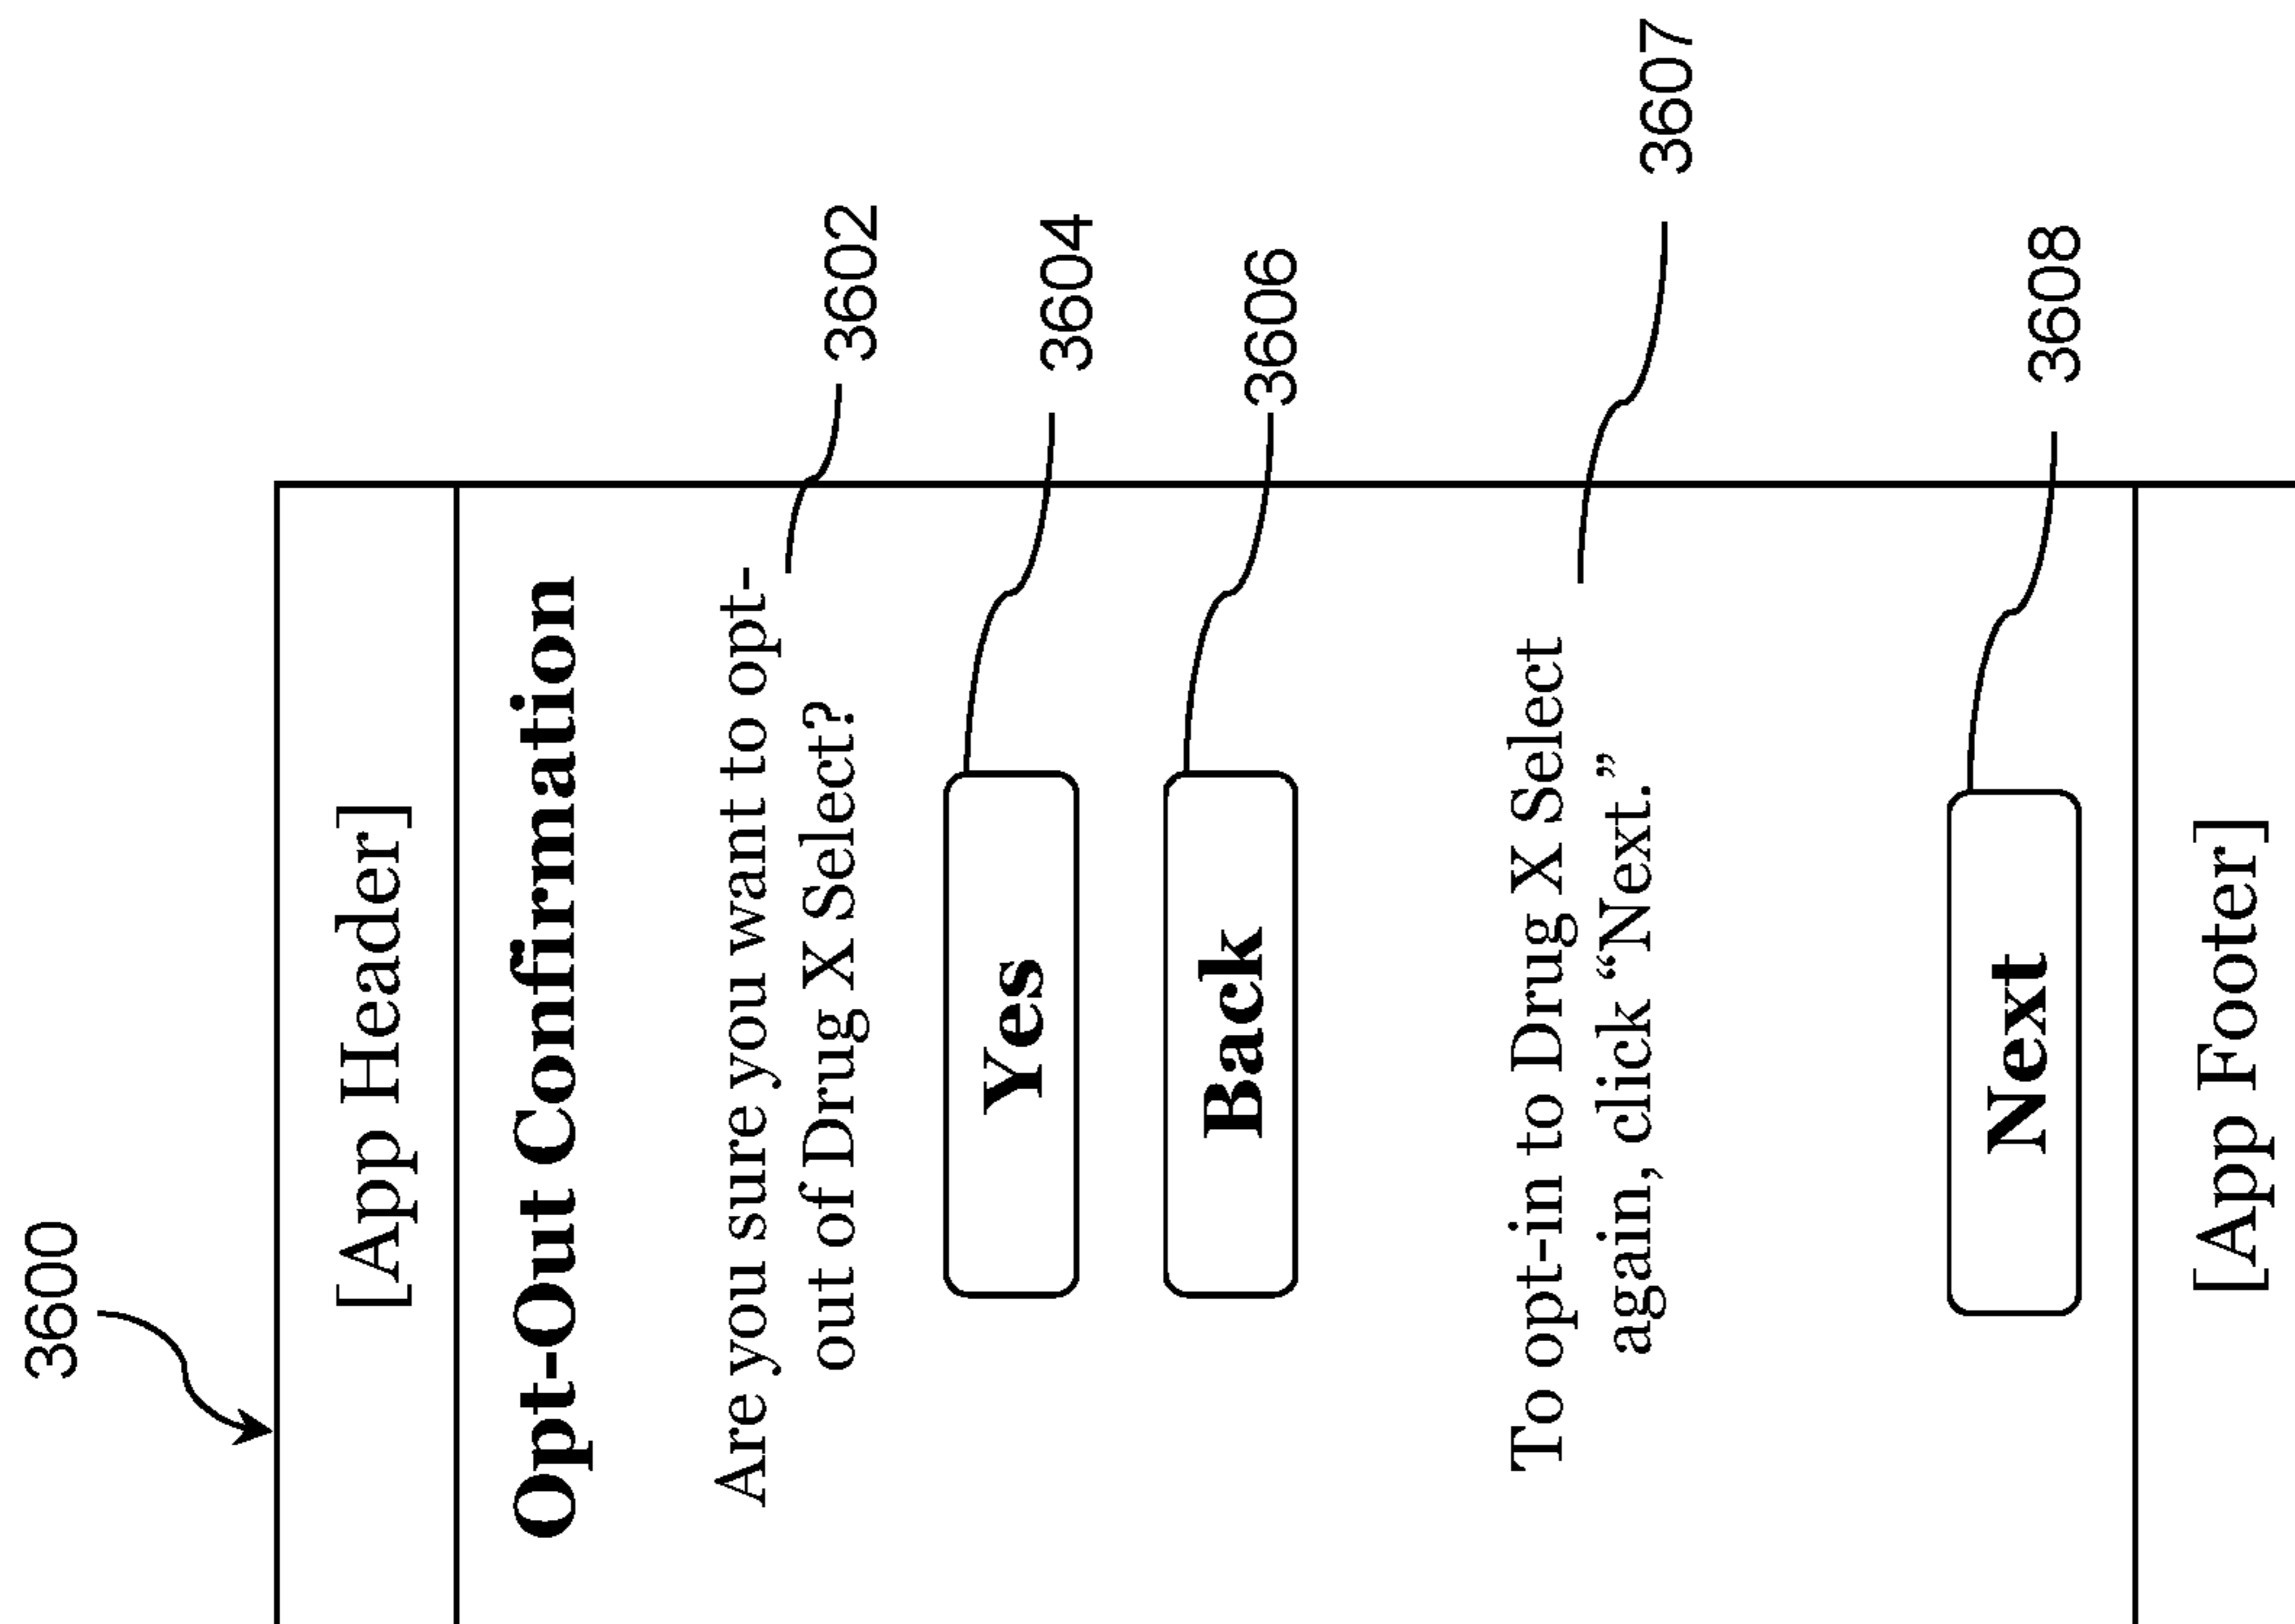 3600
[App Header]
Opt-Out Confirmation
Are you sure you want to opt-
out of Drug X Select?
3602
Yes
3604
Back
3606
To opt-in to Drug X Select
again, click “Next.”
3607
Next
3608
[App Footer]